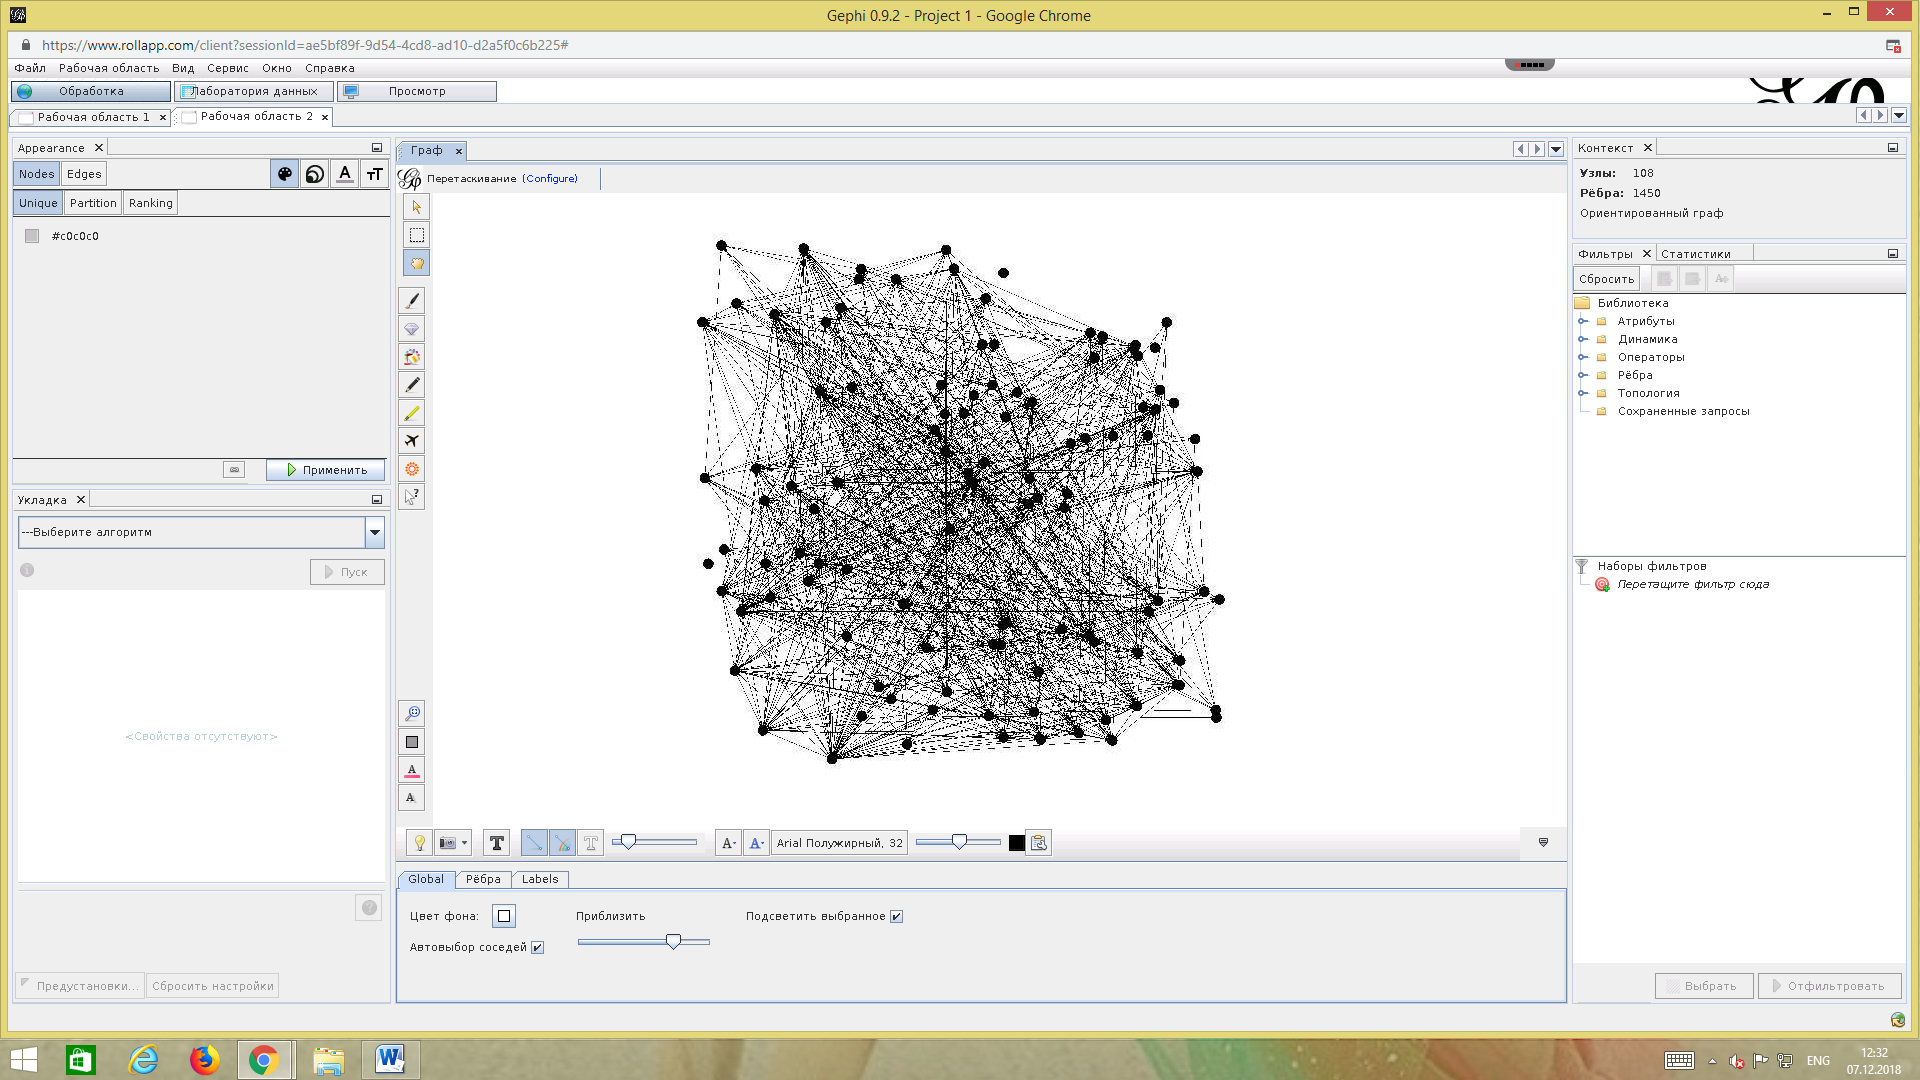 Gephi 0.9.2 - Project 1 - Google Chrome
https://www.rollapp.com/client?sessionId=ae5bf89f-9d54-4cd8-ad10-d2a5f0c6b225#
Файл Рабочая область Вид Сервис Окно Справка
Обработка Лаборатория данных Просмотр
Рабочая область 1 Рабочая область 2
Appearance
Nodes Edges
Unique Partition Ranking
#c0c0c0
Применить
Укладка
---Выберите алгоритм
Пуск
<Свойства отсутствуют>
Предустановки... Сбросить настройки
Граф
Перетаскивание (Configure)
Arial Полужирный, 32
Global Рёбра Labels
Цвет фона: Приблизить Подсветить выбранное
Автовыбор соседей
Контекст
Узлы: 108
Рёбра: 1450
Ориентированный граф
Фильтры Статистики
Сбросить
Библиотека
Атрибуты
Динамика
Операторы
Рёбра
Топология
Сохраненные запросы
Наборы фильтров
Перетащите фильтр сюда
Выбрать Отфильтровать
ENG 12:32
07.12.2018